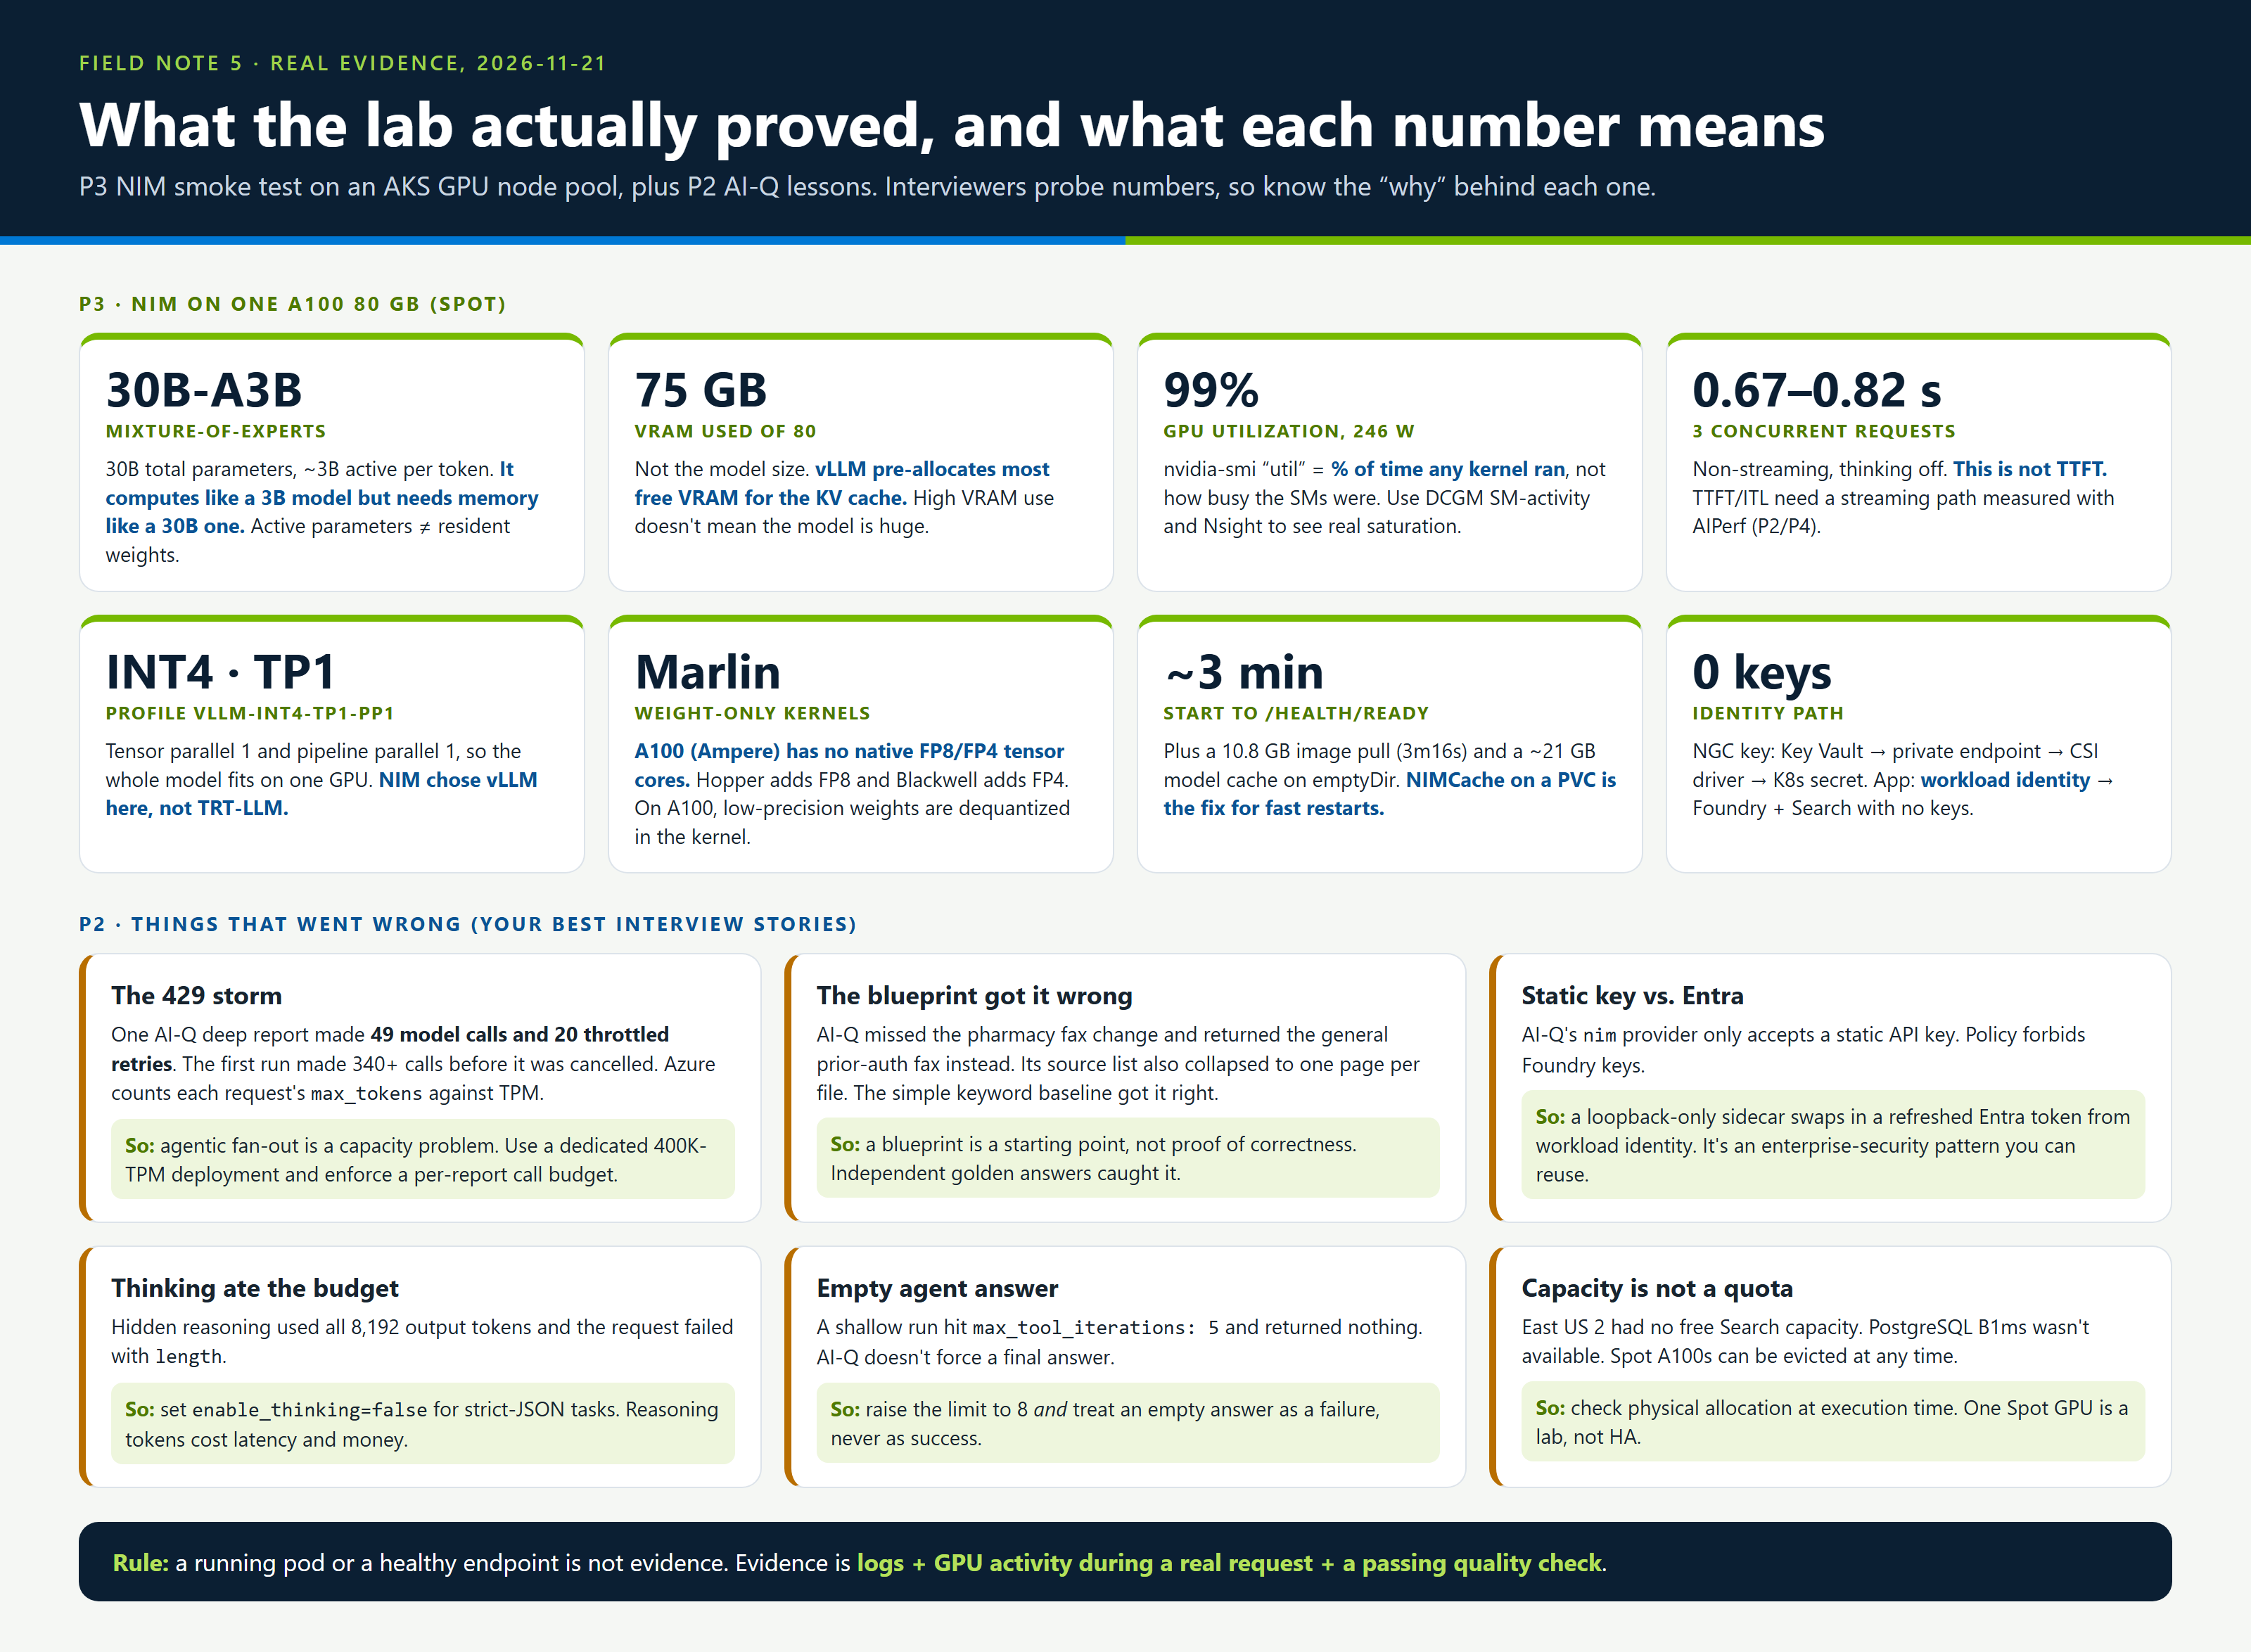 FIELD NOTE 5 · REAL EVIDENCE, 2026-11-21
What the lab actually proved, and what each number means
P3 NIM smoke test on an AKS GPU node pool, plus P2 AI-Q lessons. Interviewers probe numbers, so know the “why” behind each one.
P3 · NIM ON ONE A100 80 GB (SPOT)
30B-A3B
MIXTURE-OF-EXPERTS
30B total parameters, ~3B active per token. It
computes like a 3B model but needs memory
like a 30B one. Active parameters ≠ resident
weights.
75 GB
VRAM USED OF 80
Not the model size. vLLM pre-allocates most
free VRAM for the KV cache. High VRAM use
doesn't mean the model is huge.
99%
GPU UTILIZATION, 246 W
nvidia-smi “util” = % of time any kernel ran, not
how busy the SMs were. Use DCGM SM-activity
and Nsight to see real saturation.
0.67–0.82 s
3 CONCURRENT REQUESTS
Non-streaming, thinking off. This is not TTFT.
TTFT/ITL need a streaming path measured with
AIPerf (P2/P4).
INT4 · TP1
PROFILE VLLM-INT4-TP1-PP1
Tensor parallel 1 and pipeline parallel 1, so the
whole model fits on one GPU. NIM chose vLLM
here, not TRT-LLM.
Marlin
WEIGHT-ONLY KERNELS
A100 (Ampere) has no native FP8/FP4 tensor
cores. Hopper adds FP8 and Blackwell adds FP4.
On A100, low-precision weights are dequantized
in the kernel.
~3 min
START TO /HEALTH/READY
Plus a 10.8 GB image pull (3m16s) and a ~21 GB
model cache on emptyDir. NIMCache on a PVC is
the fix for fast restarts.
0 keys
IDENTITY PATH
NGC key: Key Vault → private endpoint → CSI
driver → K8s secret. App: workload identity →
Foundry + Search with no keys.
P2 · THINGS THAT WENT WRONG (YOUR BEST INTERVIEW STORIES)
The 429 storm
One AI-Q deep report made 49 model calls and 20 throttled
retries. The first run made 340+ calls before it was cancelled. Azure
counts each request's max_tokens against TPM.
So: agentic fan-out is a capacity problem. Use a dedicated 400K-
TPM deployment and enforce a per-report call budget.
The blueprint got it wrong
AI-Q missed the pharmacy fax change and returned the general
prior-auth fax instead. Its source list also collapsed to one page per
file. The simple keyword baseline got it right.
So: a blueprint is a starting point, not proof of correctness.
Independent golden answers caught it.
Static key vs. Entra
AI-Q's nim provider only accepts a static API key. Policy forbids
Foundry keys.
So: a loopback-only sidecar swaps in a refreshed Entra token from
workload identity. It's an enterprise-security pattern you can
reuse.
Thinking ate the budget
Hidden reasoning used all 8,192 output tokens and the request failed
with length.
So: set enable_thinking=false for strict-JSON tasks. Reasoning
tokens cost latency and money.
Empty agent answer
A shallow run hit max_tool_iterations: 5 and returned nothing.
AI-Q doesn't force a final answer.
So: raise the limit to 8 and treat an empty answer as a failure,
never as success.
Capacity is not a quota
East US 2 had no free Search capacity. PostgreSQL B1ms wasn't
available. Spot A100s can be evicted at any time.
So: check physical allocation at execution time. One Spot GPU is a
lab, not HA.
Rule: a running pod or a healthy endpoint is not evidence. Evidence is logs + GPU activity during a real request + a passing quality check.